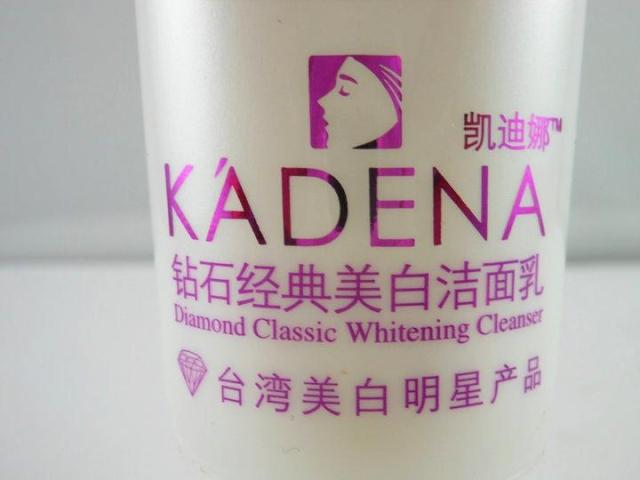 凯迪娜™
K'ADENA
钻石经典美白洁面乳
Diamond Classic Whitening Cleanser
台湾美白明星产品